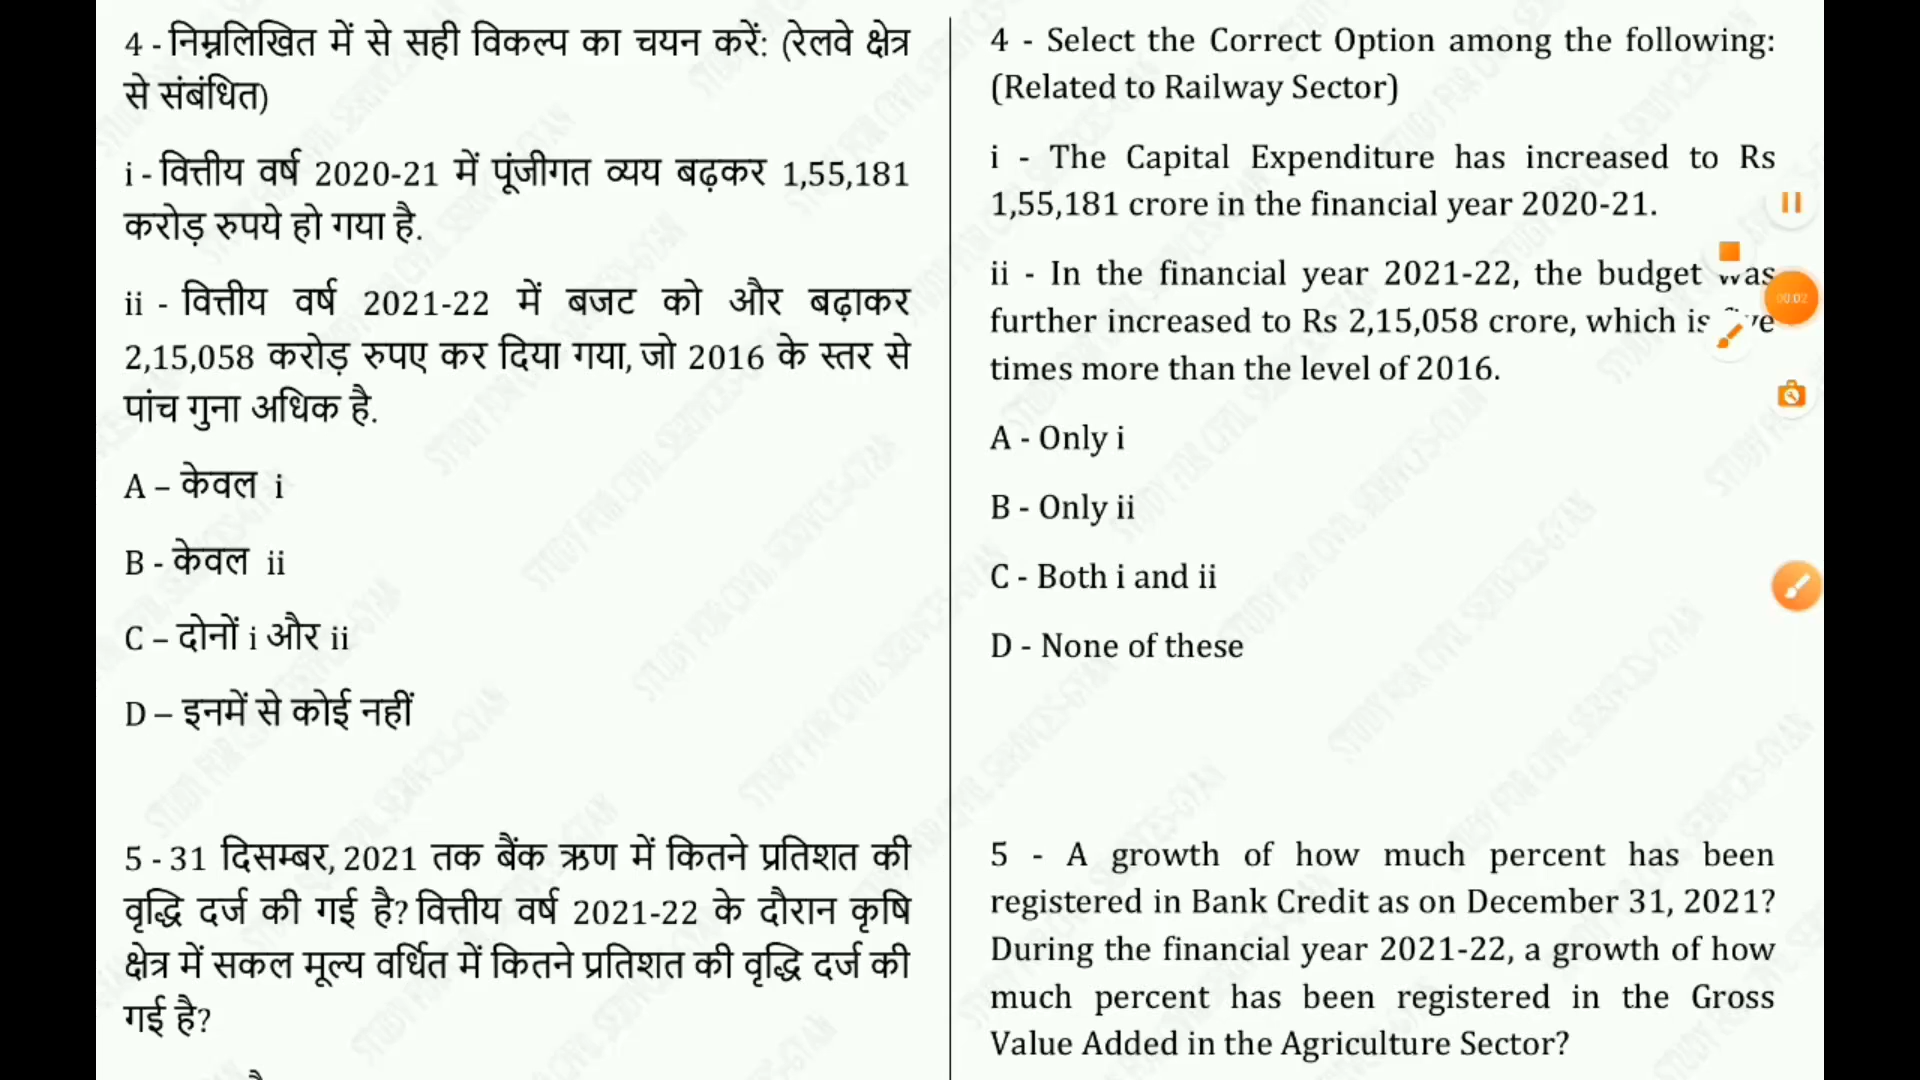 4 - निम्नलिखित में से सही विकल्प का चयन करें: (रेलवे क्षेत्र
से संबंधित)
i - वित्तीय वर्ष 2020-21 में पूंजीगत व्यय बढ़कर 1,55,181
करोड़ रुपये हो गया है.
ii - वित्तीय वर्ष 2021-22 में बजट को और बढ़ाकर
2,15,058 करोड़ रुपए कर दिया गया, जो 2016 के स्तर से
पांच गुना अधिक है.
A – केवल i
B - केवल ii
C – दोनों i और ii
D – इनमें से कोई नहीं
5 - 31 दिसम्बर, 2021 तक बैंक ऋण में कितने प्रतिशत की
वृद्धि दर्ज की गई है? वित्तीय वर्ष 2021-22 के दौरान कृषि
क्षेत्र में सकल मूल्य वर्धित में कितने प्रतिशत की वृद्धि दर्ज की
गई है?
4 - Select the Correct Option among the following:
(Related to Railway Sector)
i - The Capital Expenditure has increased to Rs
1,55,181 crore in the financial year 2020-21.
ii - In the financial year 2021-22, the budget was
further increased to Rs 2,15,058 crore, which is five
times more than the level of 2016.
A - Only i
B - Only ii
C - Both i and ii
D - None of these
5 - A growth of how much percent has been
registered in Bank Credit as on December 31, 2021?
During the financial year 2021-22, a growth of how
much percent has been registered in the Gross
Value Added in the Agriculture Sector?
00:02
STUDY FOR CIVIL SERVICES-GYAN